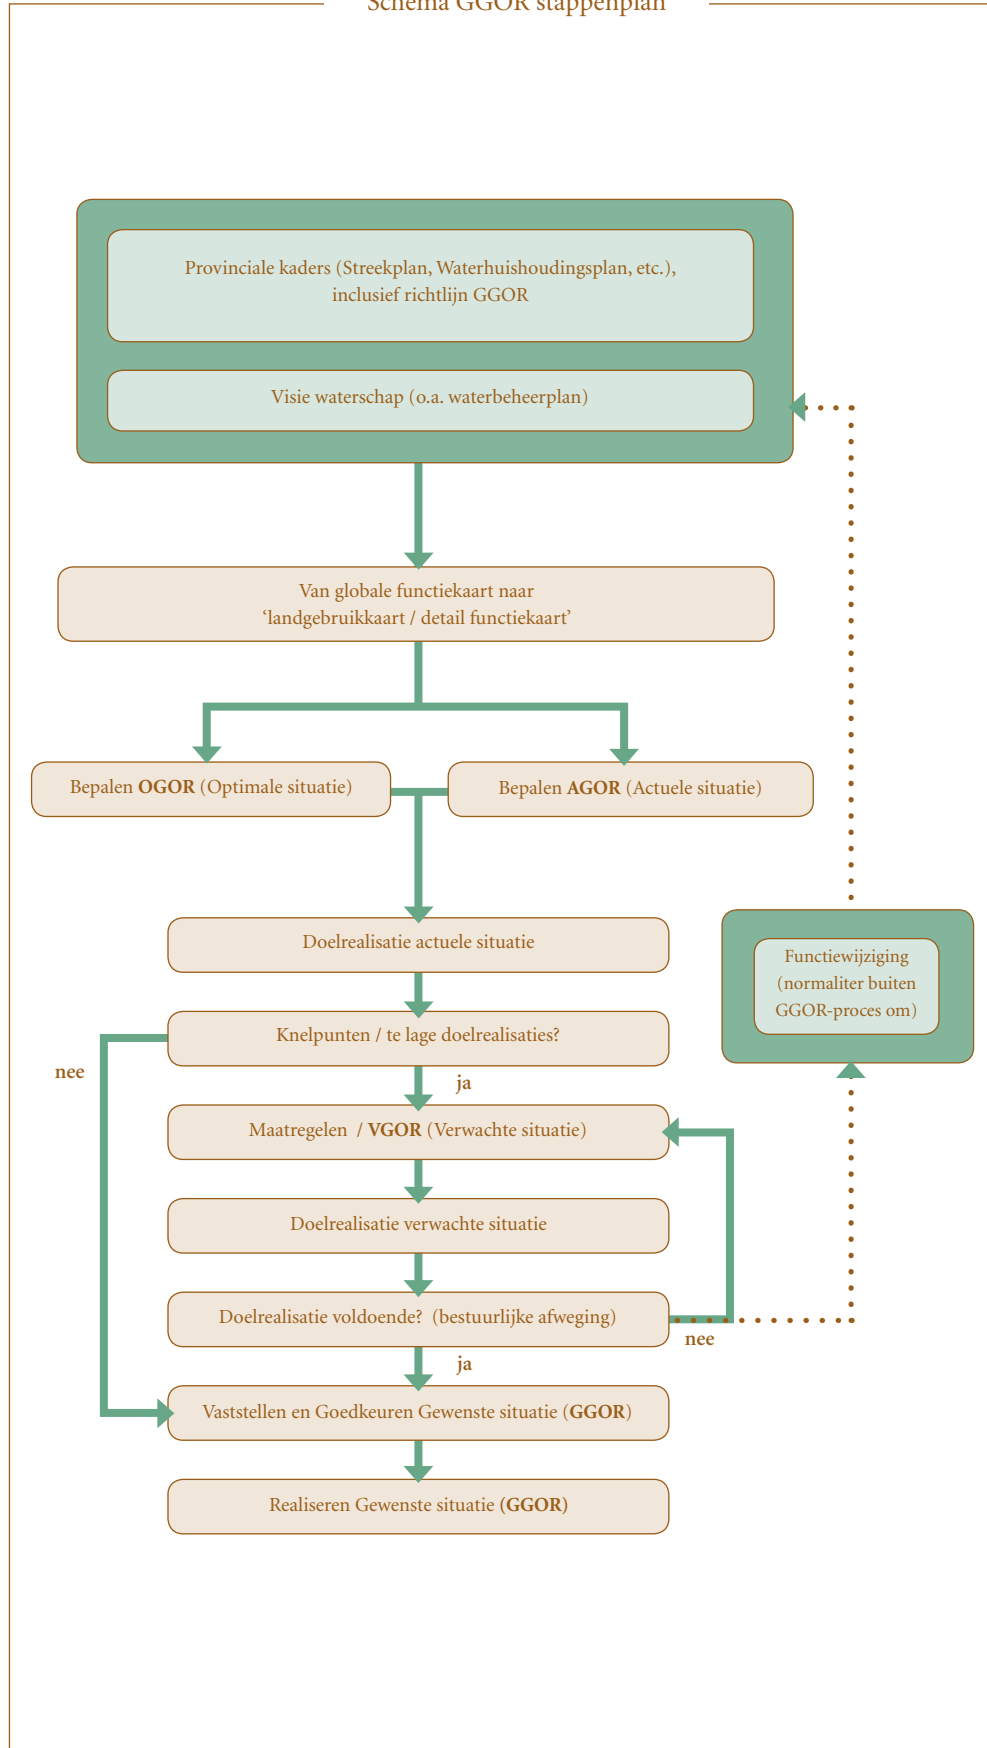 Schema GGOR stappenplan
Provinciale kaders (Streekplan, Waterhuishoudingsplan, etc.),
inclusief richtlijn GGOR
Visie waterschap (o.a. waterbeheerplan)
Van globale functiekaart naar
‘landgebruikkaart / detail functiekaart’
Bepalen OGOR (Optimale situatie)
Bepalen AGOR (Actuele situatie)
Doelrealisatie actuele situatie
Functiewijziging
(normaliter buiten
GGOR-proces om)
Knelpunten / te lage doelrealisaties?
nee
ja
Maatregelen / VGOR (Verwachte situatie)
Doelrealisatie verwachte situatie
Doelrealisatie voldoende? (bestuurlijke afweging)
nee
ja
Vaststellen en Goedkeuren Gewenste situatie (GGOR)
Realiseren Gewenste situatie (GGOR)